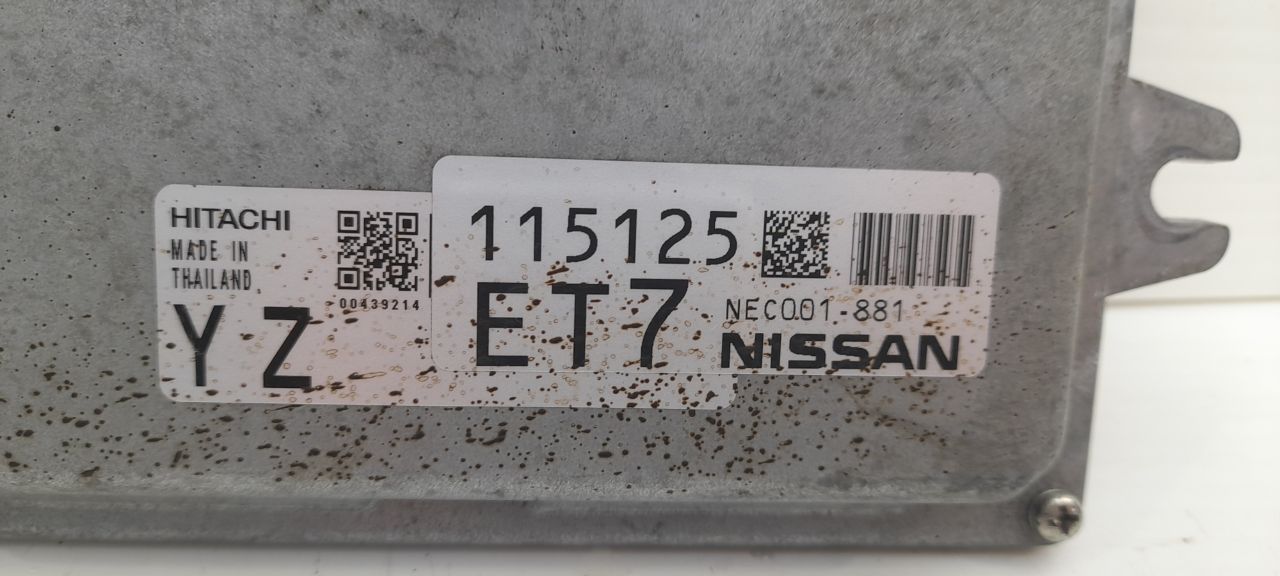 HITACHI
MADE IN
THAILAND
00439214
YZ
115125
ET7
NEC001-881
NISSAN